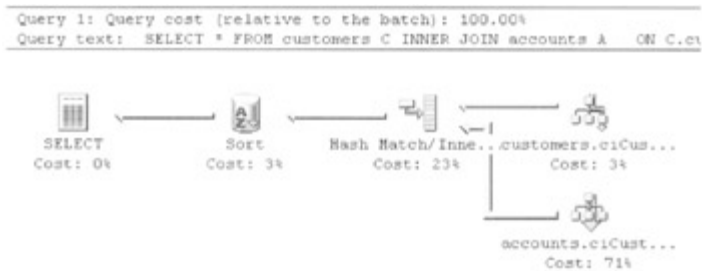 Query 1: Query cost (relative to the batch): 100.00%
Query text: SELECT * FROM customers C INNER JOIN accounts A ON C.cu
SELECT
Cost: 0%
Sort
Cost: 3%
Hash Match/Inne...
Cost: 23%
customers.ciCus...
Cost: 3%
accounts.ciCust...
Cost: 71%